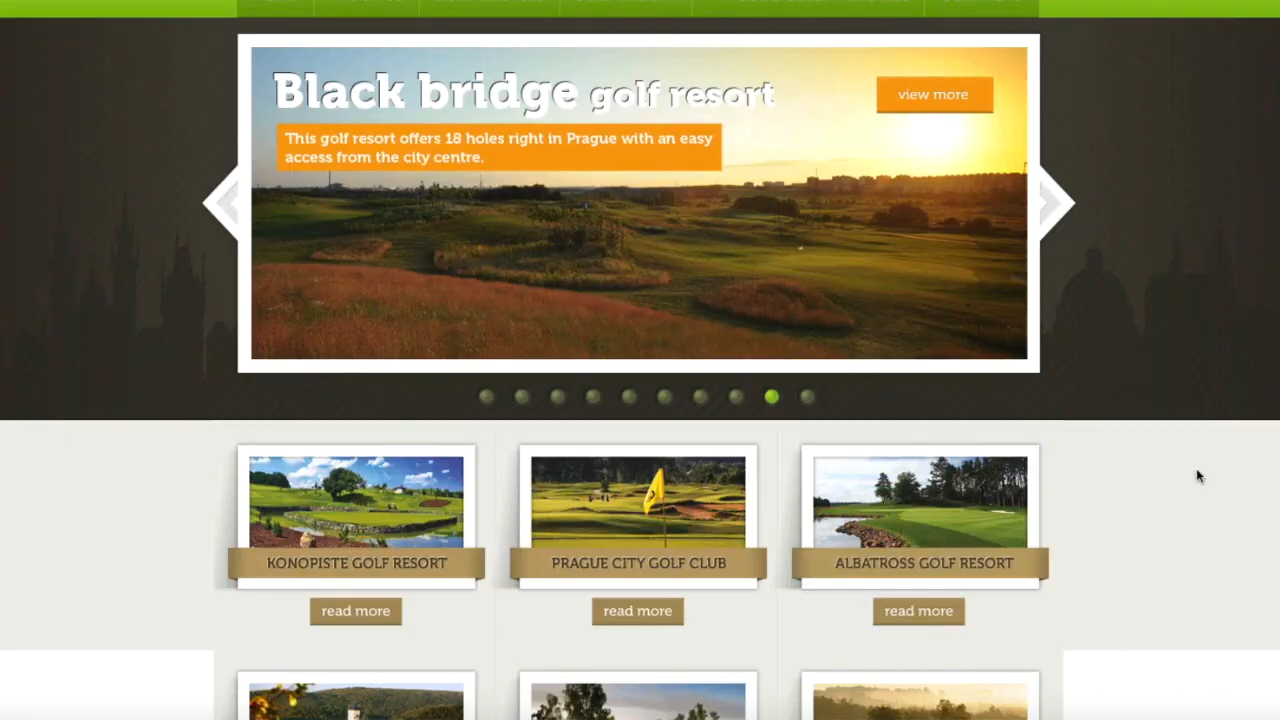 Black bridge golf resort
view more
This golf resort offers 18 holes right in Prague with an easy
access from the city centre.
KONOPISTE GOLF RESORT
PRAGUE CITY GOLF CLUB
ALBATROSS GOLF RESORT
read more
read more
read more